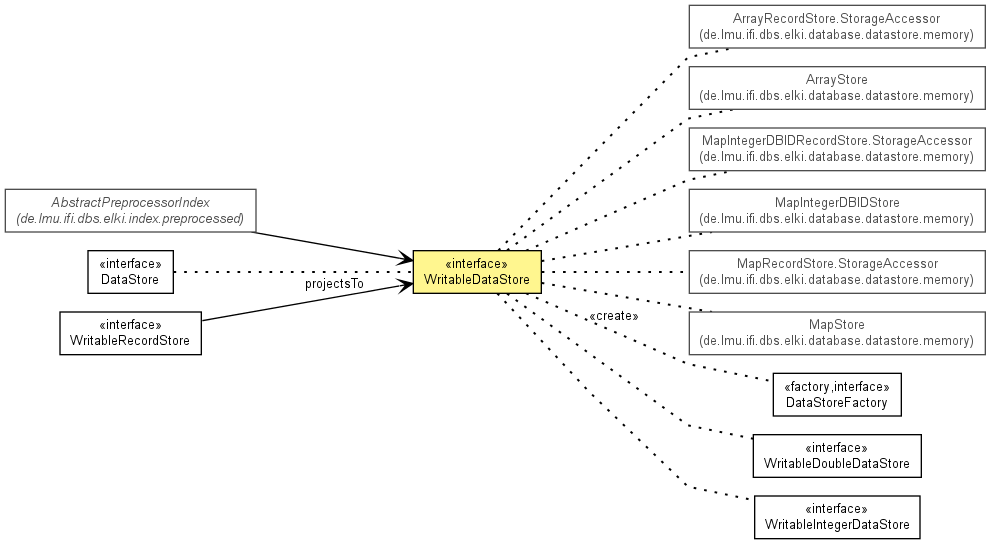 ArrayRecordStore.StorageAccessor
(de.lmu.ifi.dbs.elki.database.datastore.memory)
ArrayStore
(de.lmu.ifi.dbs.elki.database.datastore.memory)
MapIntegerDBIDRecordStore.StorageAccessor
(de.lmu.ifi.dbs.elki.database.datastore.memory)
AbstractPreprocessorIndex
(de.lmu.ifi.dbs.elki.index.preprocessed)
MapIntegerDBIDStore
(de.lmu.ifi.dbs.elki.database.datastore.memory)
«interface»
DataStore
projectsTo
«interface»
WritableDataStore
MapRecordStore.StorageAccessor
(de.lmu.ifi.dbs.elki.database.datastore.memory)
«interface»
WritableRecordStore
«create»
MapStore
(de.lmu.ifi.dbs.elki.database.datastore.memory)
«factory,interface»
DataStoreFactory
«interface»
WritableDoubleDataStore
«interface»
WritableIntegerDataStore